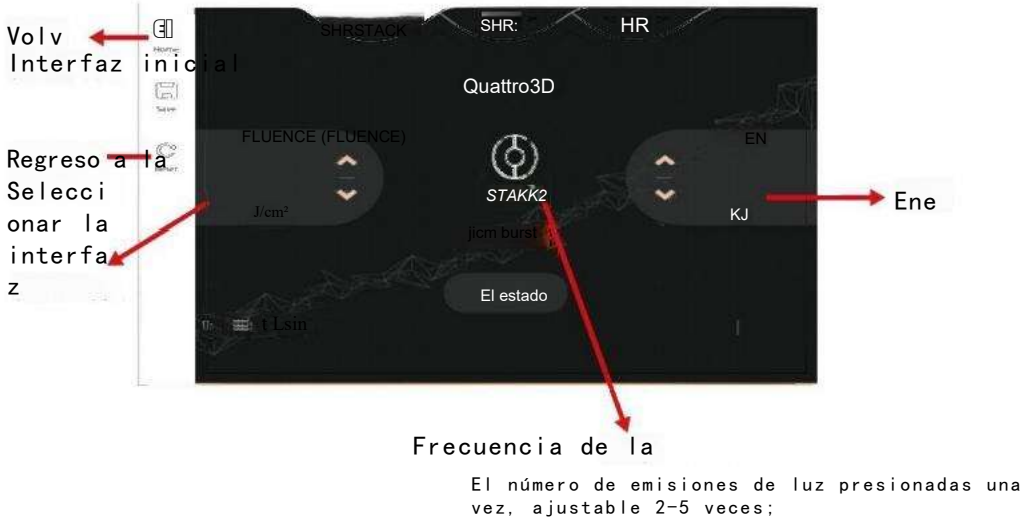 Volv
Interfaz inicial
Home
Save
Regreso a la
Selecci
onar la
interfa
z
SHRSTACK
SHR:
HR
Quattro3D
FLUENCE (FLUENCE)
J/cm²
STAKK2
jicm burst
EN
KJ
Ene
El estado
t Lsin
Frecuencia de la
El número de emisiones de luz presionadas una
vez, ajustable 2-5 veces;